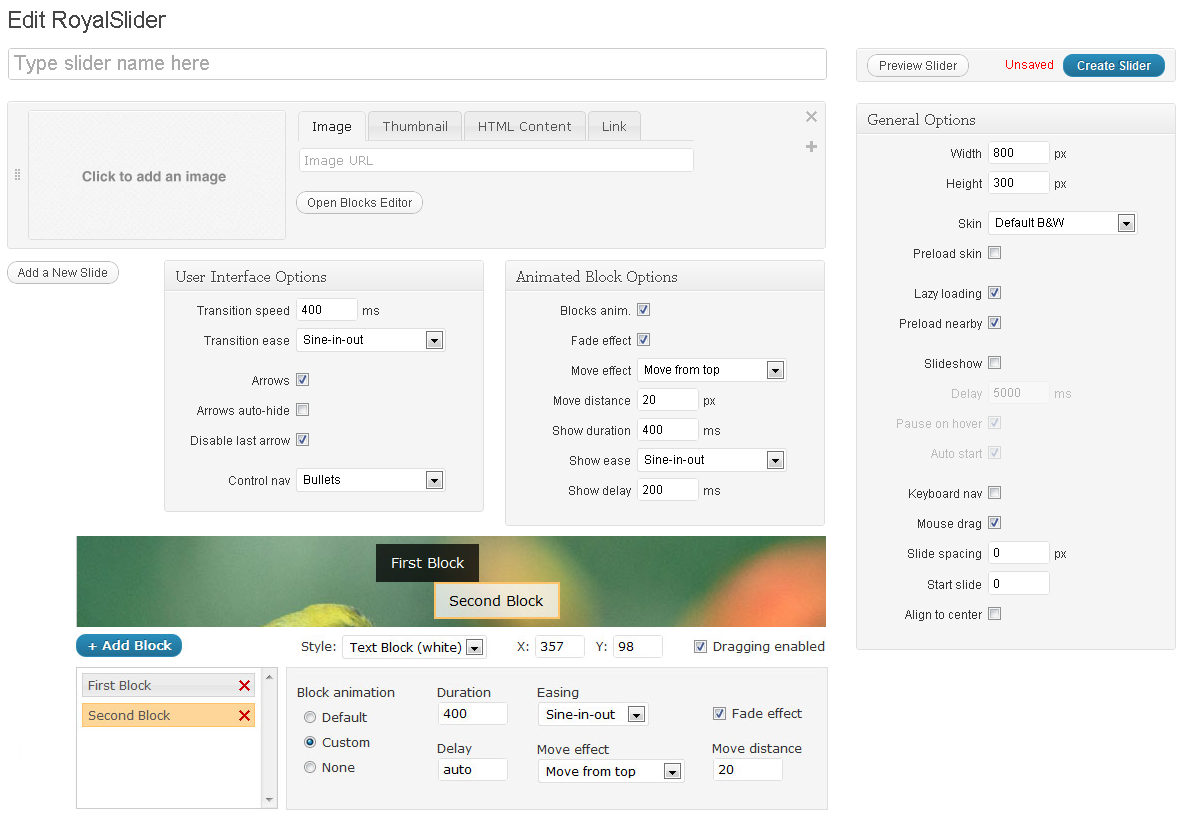 Edit RoyalSlider
Type slider name here
Preview Slider Unsaved Create Slider
Image Thumbnail HTML Content Link
Image URL
Click to add an image
Open Blocks Editor
Add a New Slide
User Interface Options
Transition speed 400 ms
Transition ease Sine-in-out
Arrows
Arrows auto-hide
Disable last arrow
Control nav Bullets
Animated Block Options
Blocks anim.
Fade effect
Move effect Move from top
Move distance 20 px
Show duration 400 ms
Show ease Sine-in-out
Show delay 200 ms
General Options
Width 800 px
Height 300 px
Skin Default B&W
Preload skin
Lazy loading
Preload nearby
Slideshow
Delay 5000 ms
Pause on hover
Auto start
Keyboard nav
Mouse drag
Slide spacing 0 px
Start slide 0
Align to center
First Block
Second Block
+ Add Block Style: Text Block (white) X: 357 Y: 98 Dragging enabled
First Block
Second Block
Block animation
Default
Custom
None
Duration
400
Delay
auto
Easing
Sine-in-out
Move effect
Move from top
Fade effect
Move distance
20